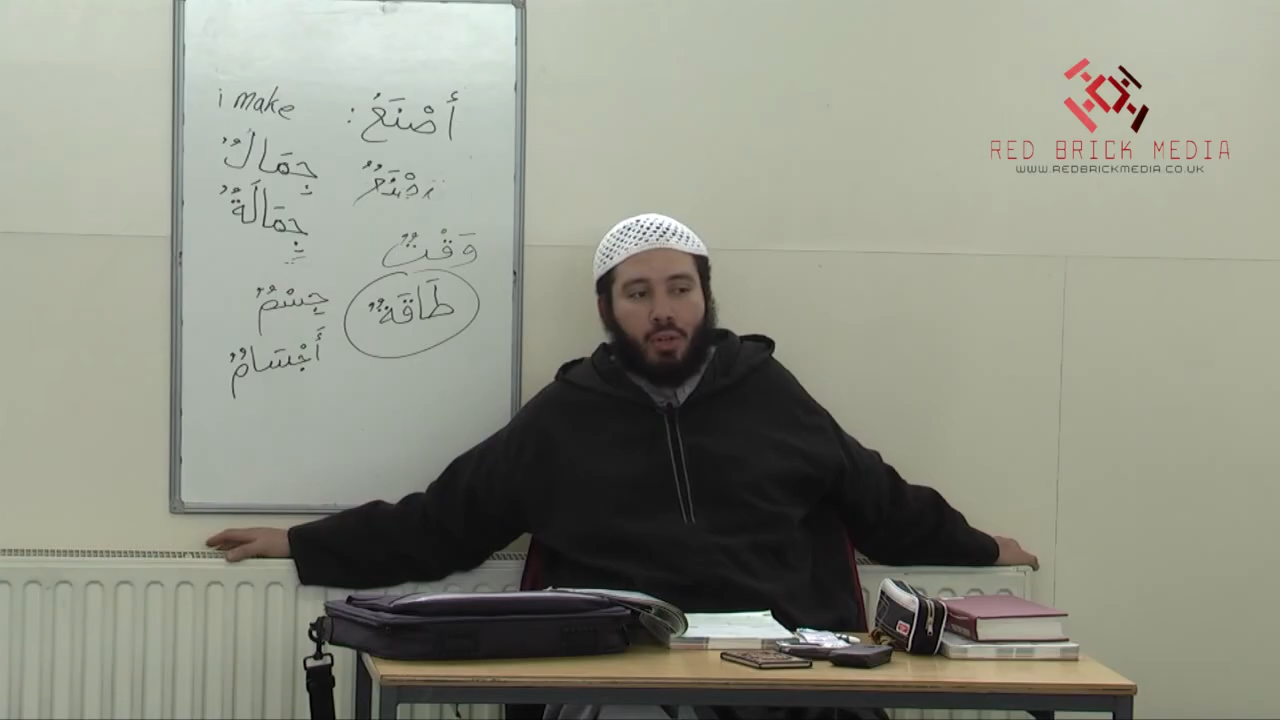 i make : أَصْنَعُ
جِمَالٌ
جِمَالَةٌ
وَقْتٌ
طَاقَةٌ
جِسْمٌ
أَجْسَامٌ
RED BRICK MEDIA
WWW.REDBRICKMEDIA.CO.UK